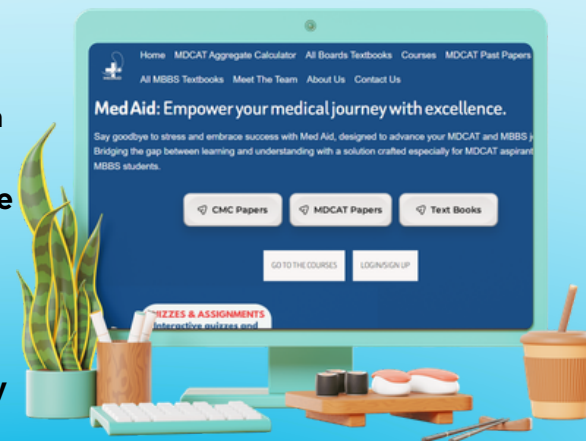 Home MDCAT Aggregate Calculator All Boards Textbooks Courses MDCAT Past Papers
All MBBS Textbooks Meet The Team About Us Contact Us
Med Aid: Empower your medical journey with excellence.
Say goodbye to stress and embrace success with Med Aid, designed to advance your MDCAT and MBBS j
Bridging the gap between learning and understanding with a solution crafted especially for MDCAT aspirant
MBBS students.
CMC Papers MDCAT Papers Text Books
GO TO THE COURSES LOGIN/SIGN UP
QUIZZES & ASSIGNMENTS
Interactive quizzes and